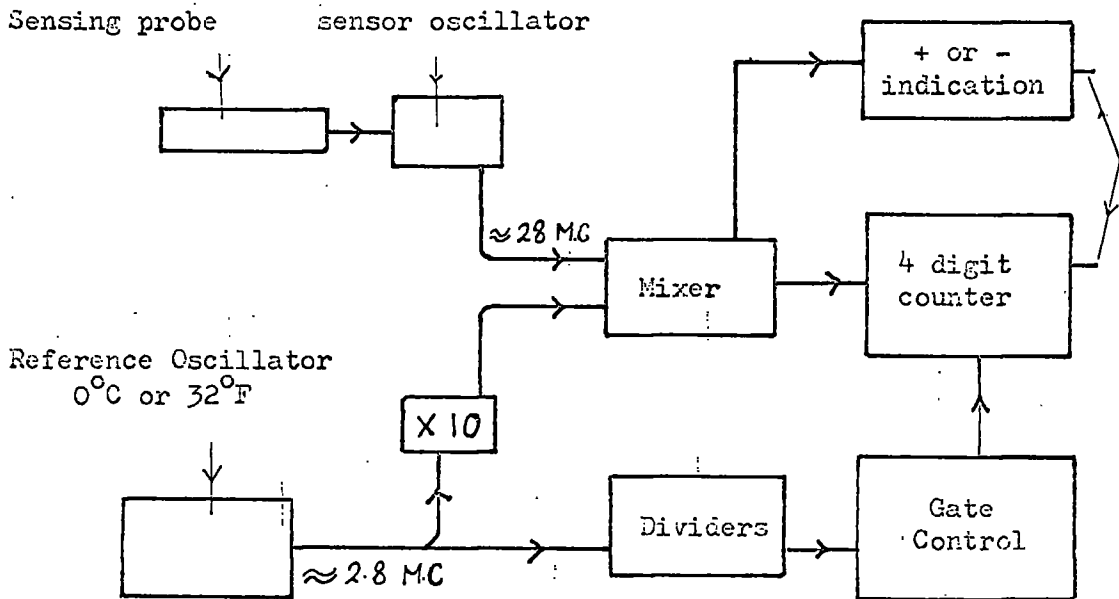 Sensing probe
sensor oscillator
+ or -
indication
≈ 28 M.C
Mixer
4 digit
counter
Reference Oscillator
0°C or 32°F
X 10
Dividers
Gate
Control
≈ 2.8 M.C